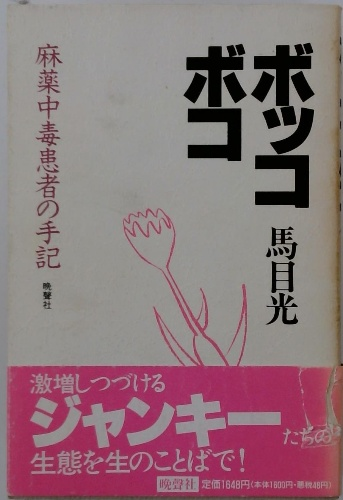 ボッコ
ボコ
馬目光
麻薬中毒患者の手記
晩聲社
激増しつづける
ジャンキーたちの
生態を生のことばで!
晩聲社 定価1648円(本体1600円・悪税48円)